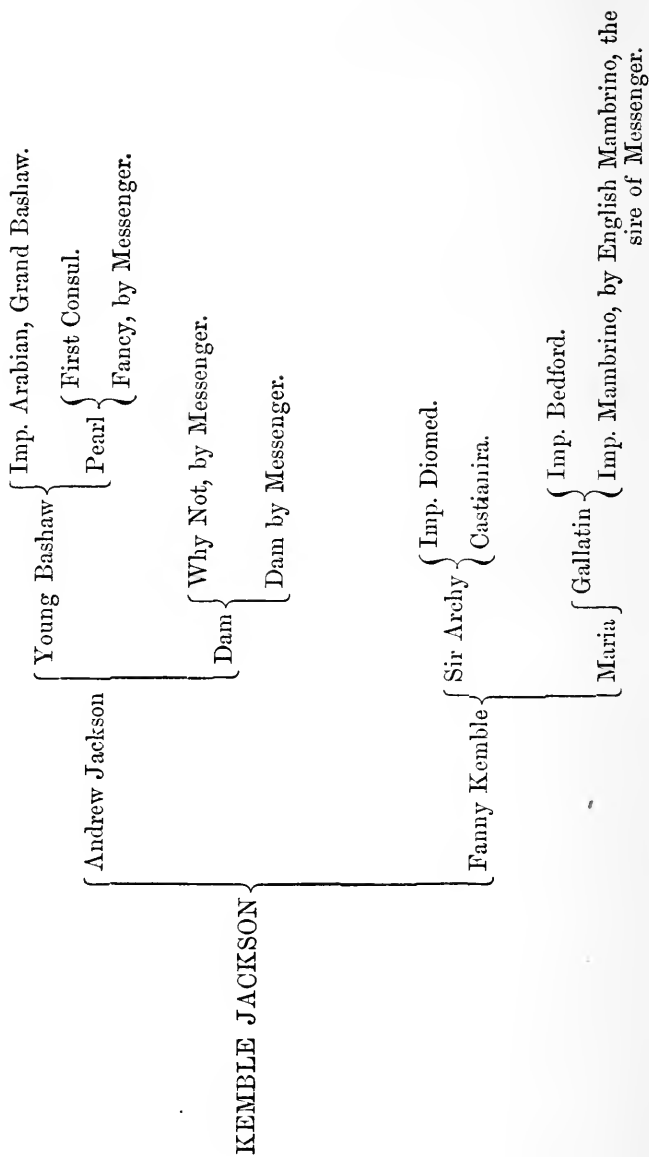 KEMBLE JACKSON
Andrew Jackson
Young Bashaw
Imp. Arabian, Grand Bashaw.
Pearl
First Consul.
Fancy, by Messenger.
Dam
Why Not, by Messenger.
Dam by Messenger.
Fanny Kemble
Sir Archy
Imp. Diomed.
Castianira.
Maria
Gallatin
Imp. Bedford.
Imp. Mambrino, by English Mambrino, the
sire of Messenger.